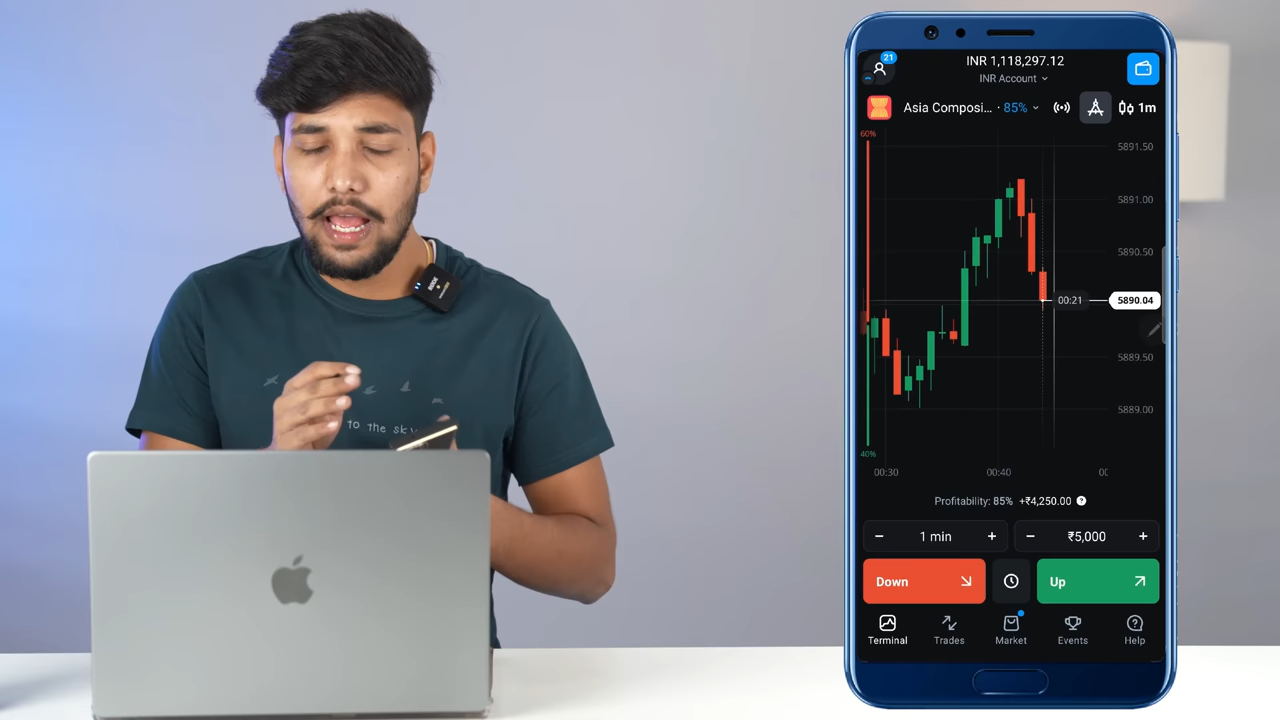 to the sky
RODE
21
INR 1,118,297.12
INR Account
Asia Composi... · 85%
1m
60%
5891.50
5891.00
5890.50
00:21
5890.04
5889.50
5889.00
40%
00:30
00:40
Profitability: 85% +₹4,250.00 ?
− 1 min +
− ₹5,000 +
Down
Up
Terminal
Trades
Market
Events
Help